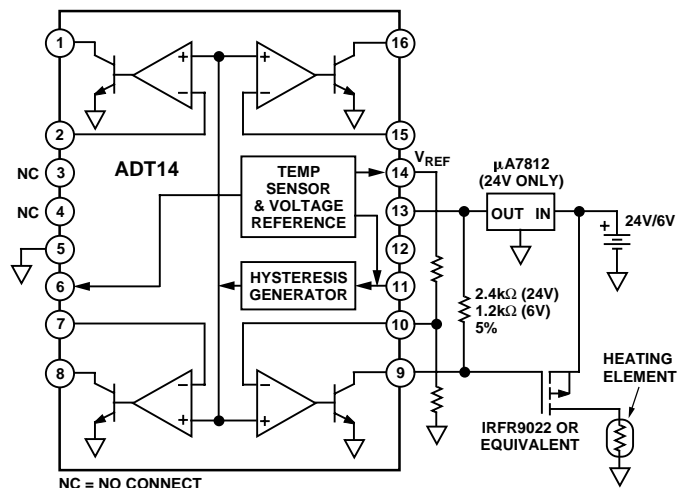 1
16
+
+
−
−
2
15
NC 3
ADT14
TEMP
SENSOR
& VOLTAGE
REFERENCE
14
VREF
µA7812
(24V ONLY)
NC 4
13
OUT IN
+
24V/6V
5
12
6
HYSTERESIS
GENERATOR
11
2.4kΩ (24V)
1.2kΩ (6V)
5%
7
10
8
−
−
9
+
+
HEATING
ELEMENT
IRFR9022 OR
EQUIVALENT
NC = NO CONNECT